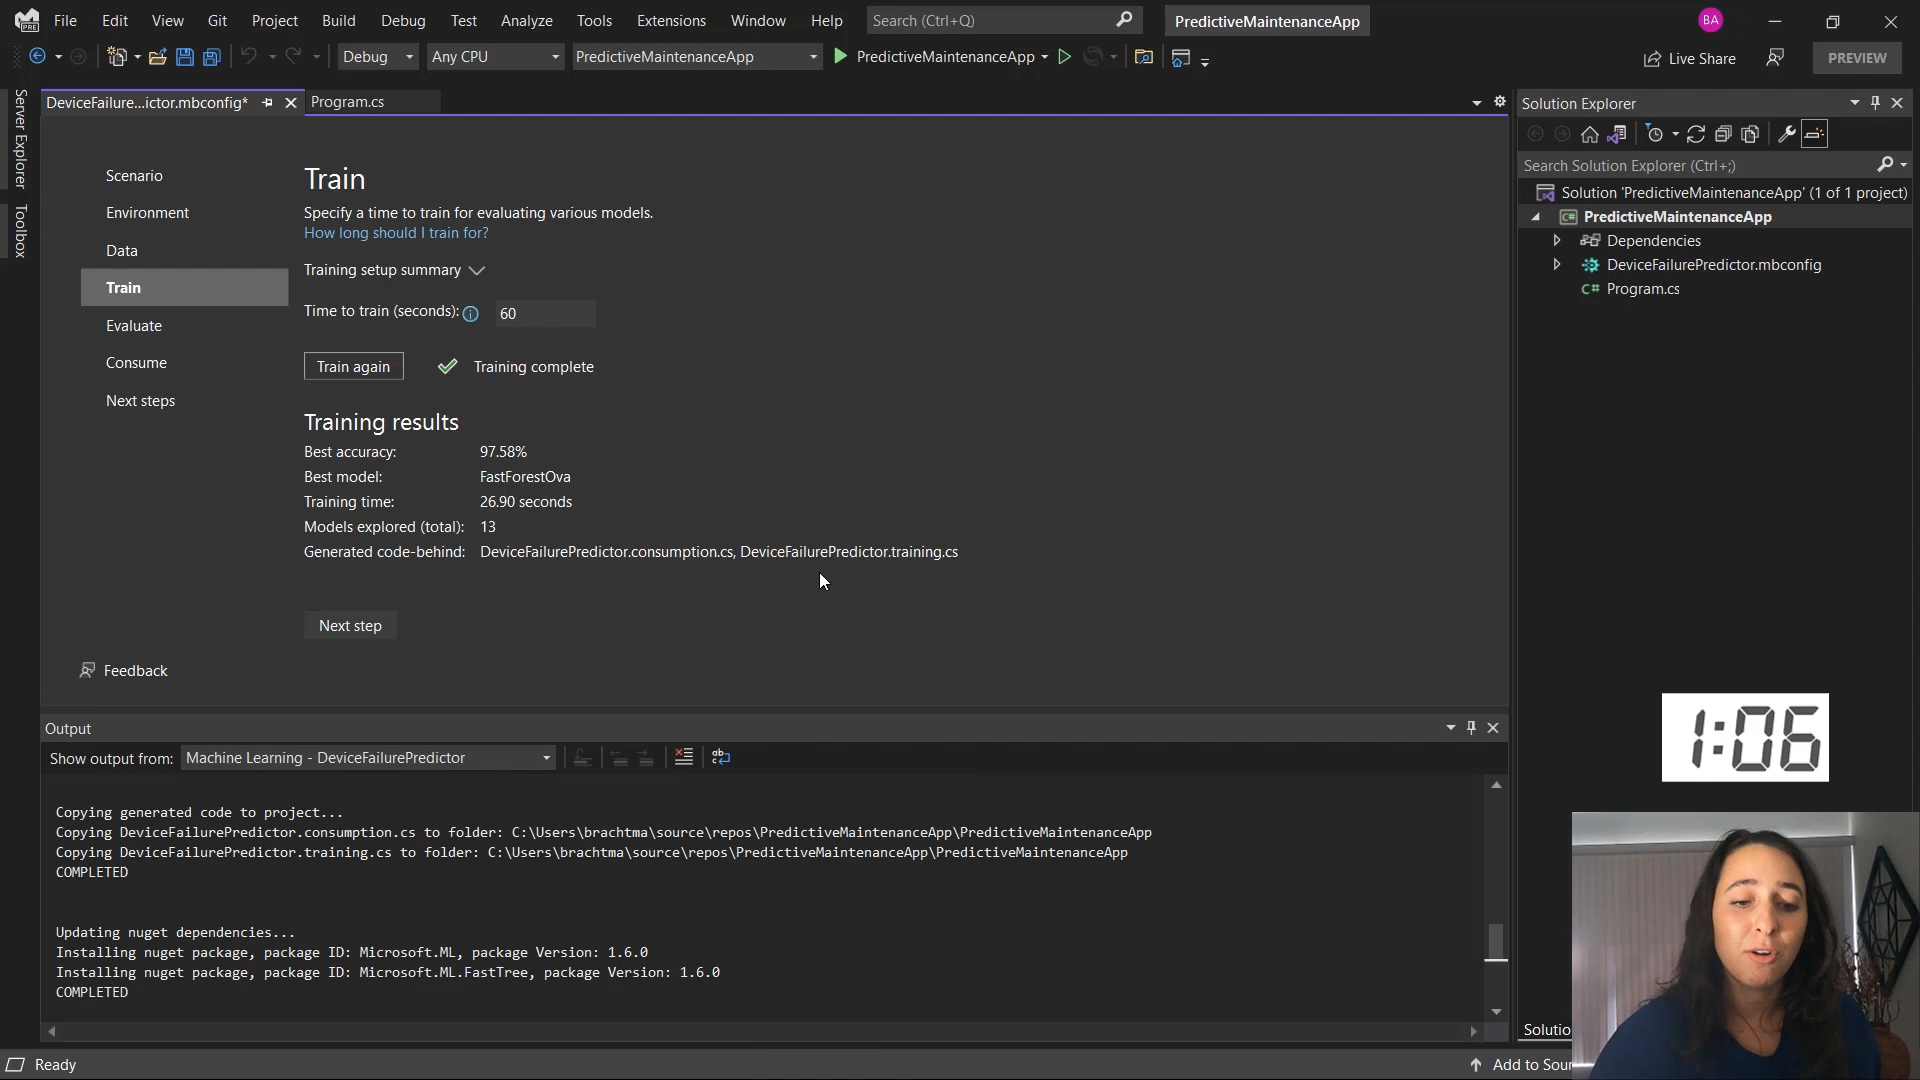 File Edit View Git Project Build Debug Test Analyze Tools Extensions Window Help Search (Ctrl+Q) PredictiveMaintenanceApp BA
PRE
Debug Any CPU PredictiveMaintenanceApp PredictiveMaintenanceApp Live Share PREVIEW
Server Explorer
Toolbox
DeviceFailure...ictor.mbconfig* Program.cs
Scenario
Environment
Data
Train
Evaluate
Consume
Next steps
Feedback
Train
Specify a time to train for evaluating various models.
How long should I train for?
Training setup summary
Time to train (seconds): 60
Train again Training complete
Training results
Best accuracy: 97.58%
Best model: FastForestOva
Training time: 26.90 seconds
Models explored (total): 13
Generated code-behind: DeviceFailurePredictor.consumption.cs, DeviceFailurePredictor.training.cs
Next step
Output
Show output from: Machine Learning - DeviceFailurePredictor
Copying generated code to project...
Copying DeviceFailurePredictor.consumption.cs to folder: C:\Users\brachtma\source\repos\PredictiveMaintenanceApp\PredictiveMaintenanceApp
Copying DeviceFailurePredictor.training.cs to folder: C:\Users\brachtma\source\repos\PredictiveMaintenanceApp\PredictiveMaintenanceApp
COMPLETED
Updating nuget dependencies...
Installing nuget package, package ID: Microsoft.ML, package Version: 1.6.0
Installing nuget package, package ID: Microsoft.ML.FastTree, package Version: 1.6.0
COMPLETED
Solution Explorer
Search Solution Explorer (Ctrl+;)
Solution 'PredictiveMaintenanceApp' (1 of 1 project)
C# PredictiveMaintenanceApp
Dependencies
DeviceFailurePredictor.mbconfig
C# Program.cs
1:06
Solutio
Ready
Add to Sour